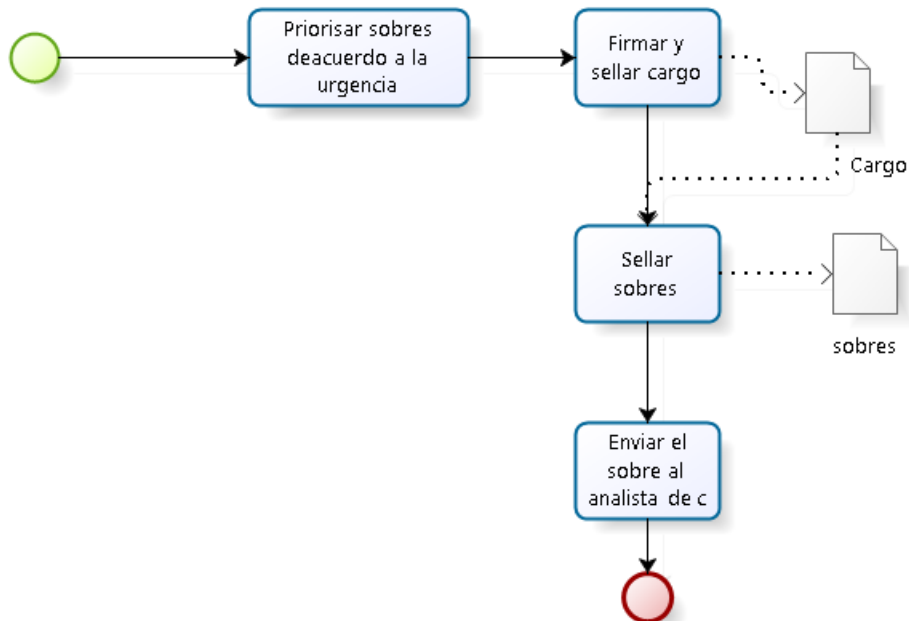 Priorisar sobres
deacuerdo a la
urgencia
Firmar y
sellar cargo
Cargo
Sellar
sobres
sobres
Enviar el
sobre al
analista de c